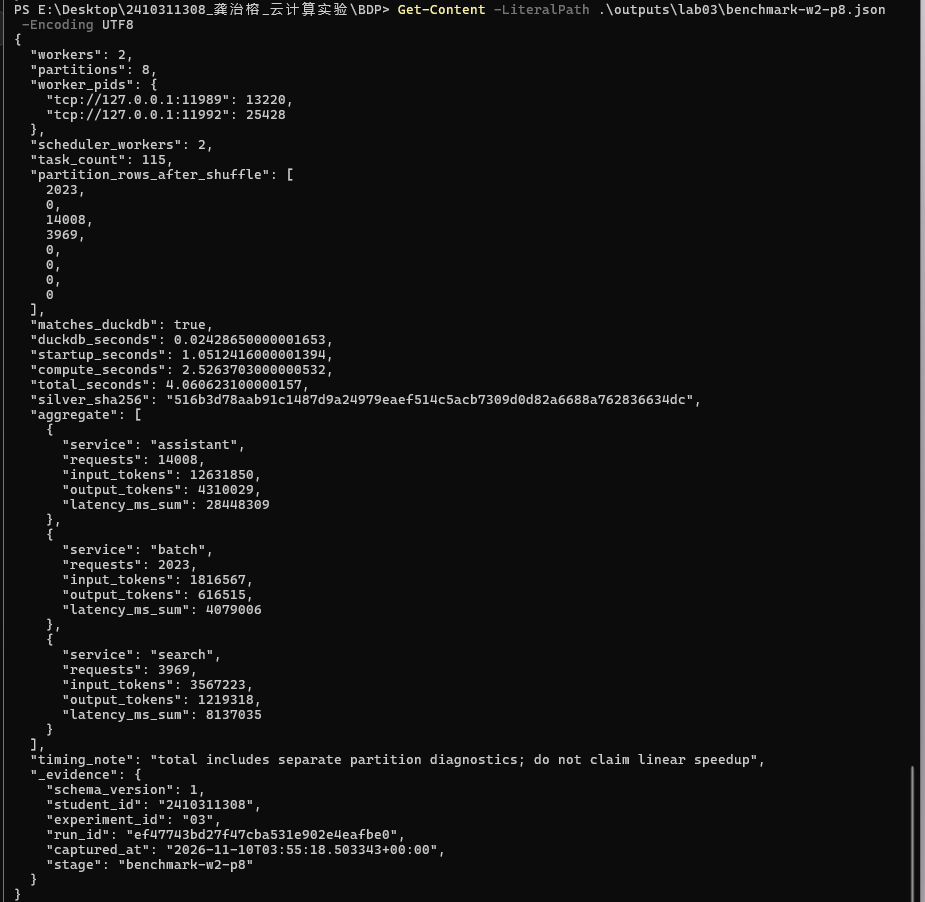 PS E:\Desktop\2410311308_龚治榕_云计算实验\BDP> Get-Content -LiteralPath .\outputs\lab03\benchmark-w2-p8.json
 -Encoding UTF8
{
  "workers": 2,
  "partitions": 8,
  "worker_pids": {
    "tcp://127.0.0.1:11989": 13220,
    "tcp://127.0.0.1:11992": 25428
  },
  "scheduler_workers": 2,
  "task_count": 115,
  "partition_rows_after_shuffle": [
    2023,
    0,
    14008,
    3969,
    0,
    0,
    0,
    0
  ],
  "matches_duckdb": true,
  "duckdb_seconds": 0.02428650000001653,
  "startup_seconds": 1.0512416000001394,
  "compute_seconds": 2.5263703000000532,
  "total_seconds": 4.060623100000157,
  "silver_sha256": "516b3d78aab91c1487d9a24979eaef514c5acb7309d0d82a6688a762836634dc",
  "aggregate": [
    {
      "service": "assistant",
      "requests": 14008,
      "input_tokens": 12631850,
      "output_tokens": 4310029,
      "latency_ms_sum": 28448309
    },
    {
      "service": "batch",
      "requests": 2023,
      "input_tokens": 1816567,
      "output_tokens": 616515,
      "latency_ms_sum": 4079006
    },
    {
      "service": "search",
      "requests": 3969,
      "input_tokens": 3567223,
      "output_tokens": 1219318,
      "latency_ms_sum": 8137035
    }
  ],
  "timing_note": "total includes separate partition diagnostics; do not claim linear speedup",
  "_evidence": {
    "schema_version": 1,
    "student_id": "2410311308",
    "experiment_id": "03",
    "run_id": "ef47743bd27f47cba531e902e4eafbe0",
    "captured_at": "2026-11-10T03:55:18.503343+00:00",
    "stage": "benchmark-w2-p8"
  }
}